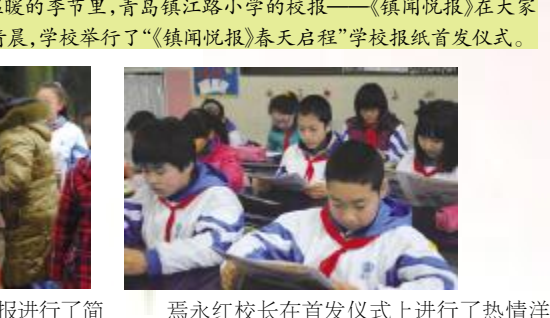 暖的季节里,青岛镇江路小学的校报——《镇闻悦报》在大家
晨,学校举行了“《镇闻悦报》春天启程”学校报纸首发仪式。
报进行了简
焉永红校长在首发仪式上进行了热情洋